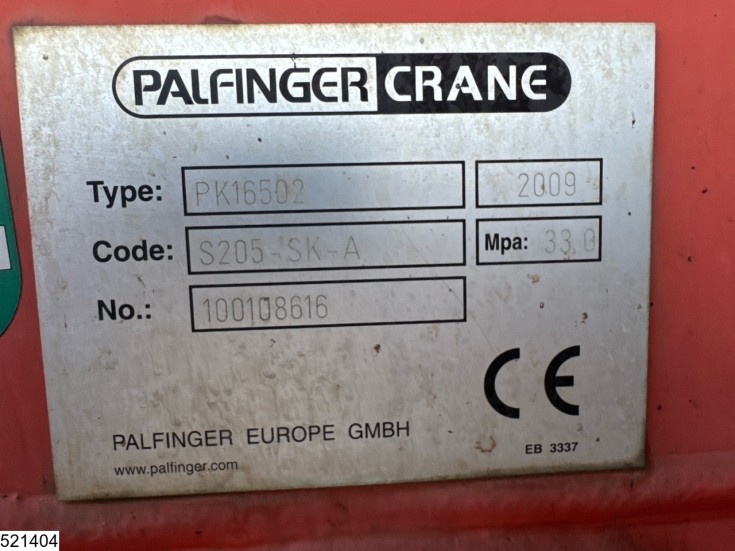 PALFINGER CRANE
Type: PK16502 2009
Code: S205-SK-A Mpa: 33,0
No.: 100108616
PALFINGER EUROPE GMBH
www.palfinger.com
EB 3337
CE
521404